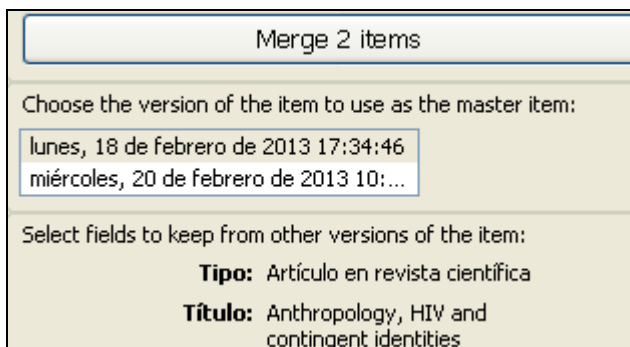 Merge 2 items
Choose the version of the item to use as the master item:
lunes, 18 de febrero de 2013 17:34:46
miércoles, 20 de febrero de 2013 10:...
Select fields to keep from other versions of the item:
Tipo: Artículo en revista científica
Título: Anthropology, HIV and
contingent identities